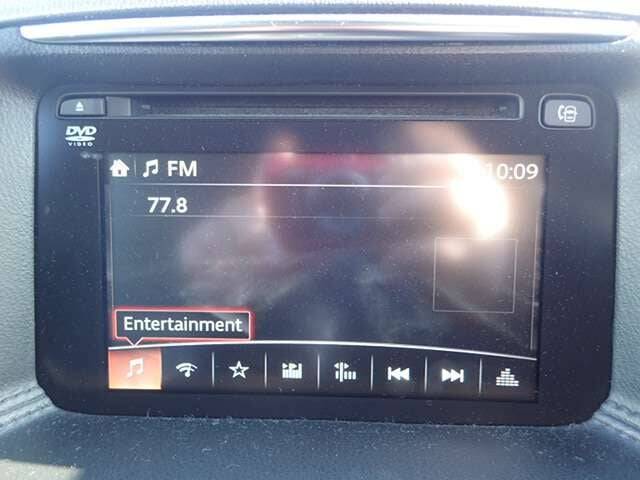 DVD
VIDEO
FM
10:09
77.8
Entertainment